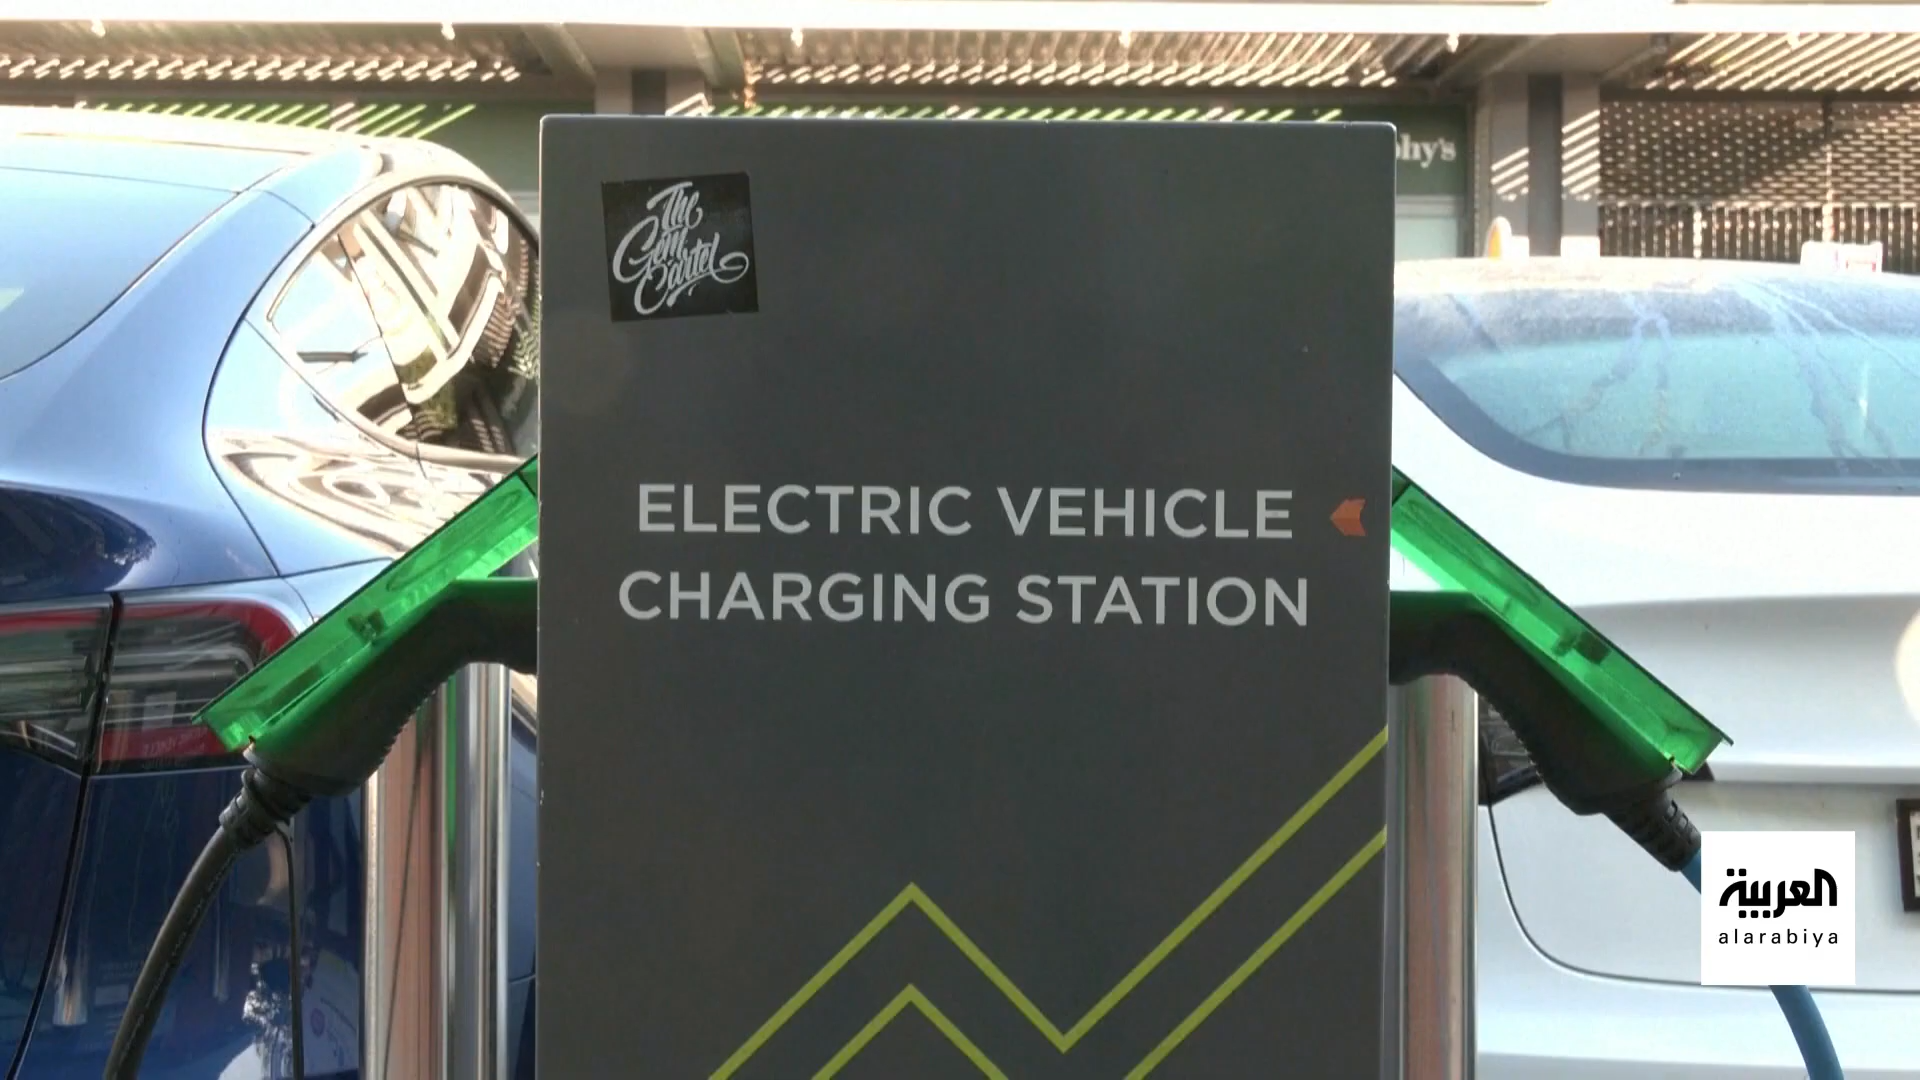 The
Gem
Cartel
ELECTRIC VEHICLE
CHARGING STATION
العربية
alarabiya